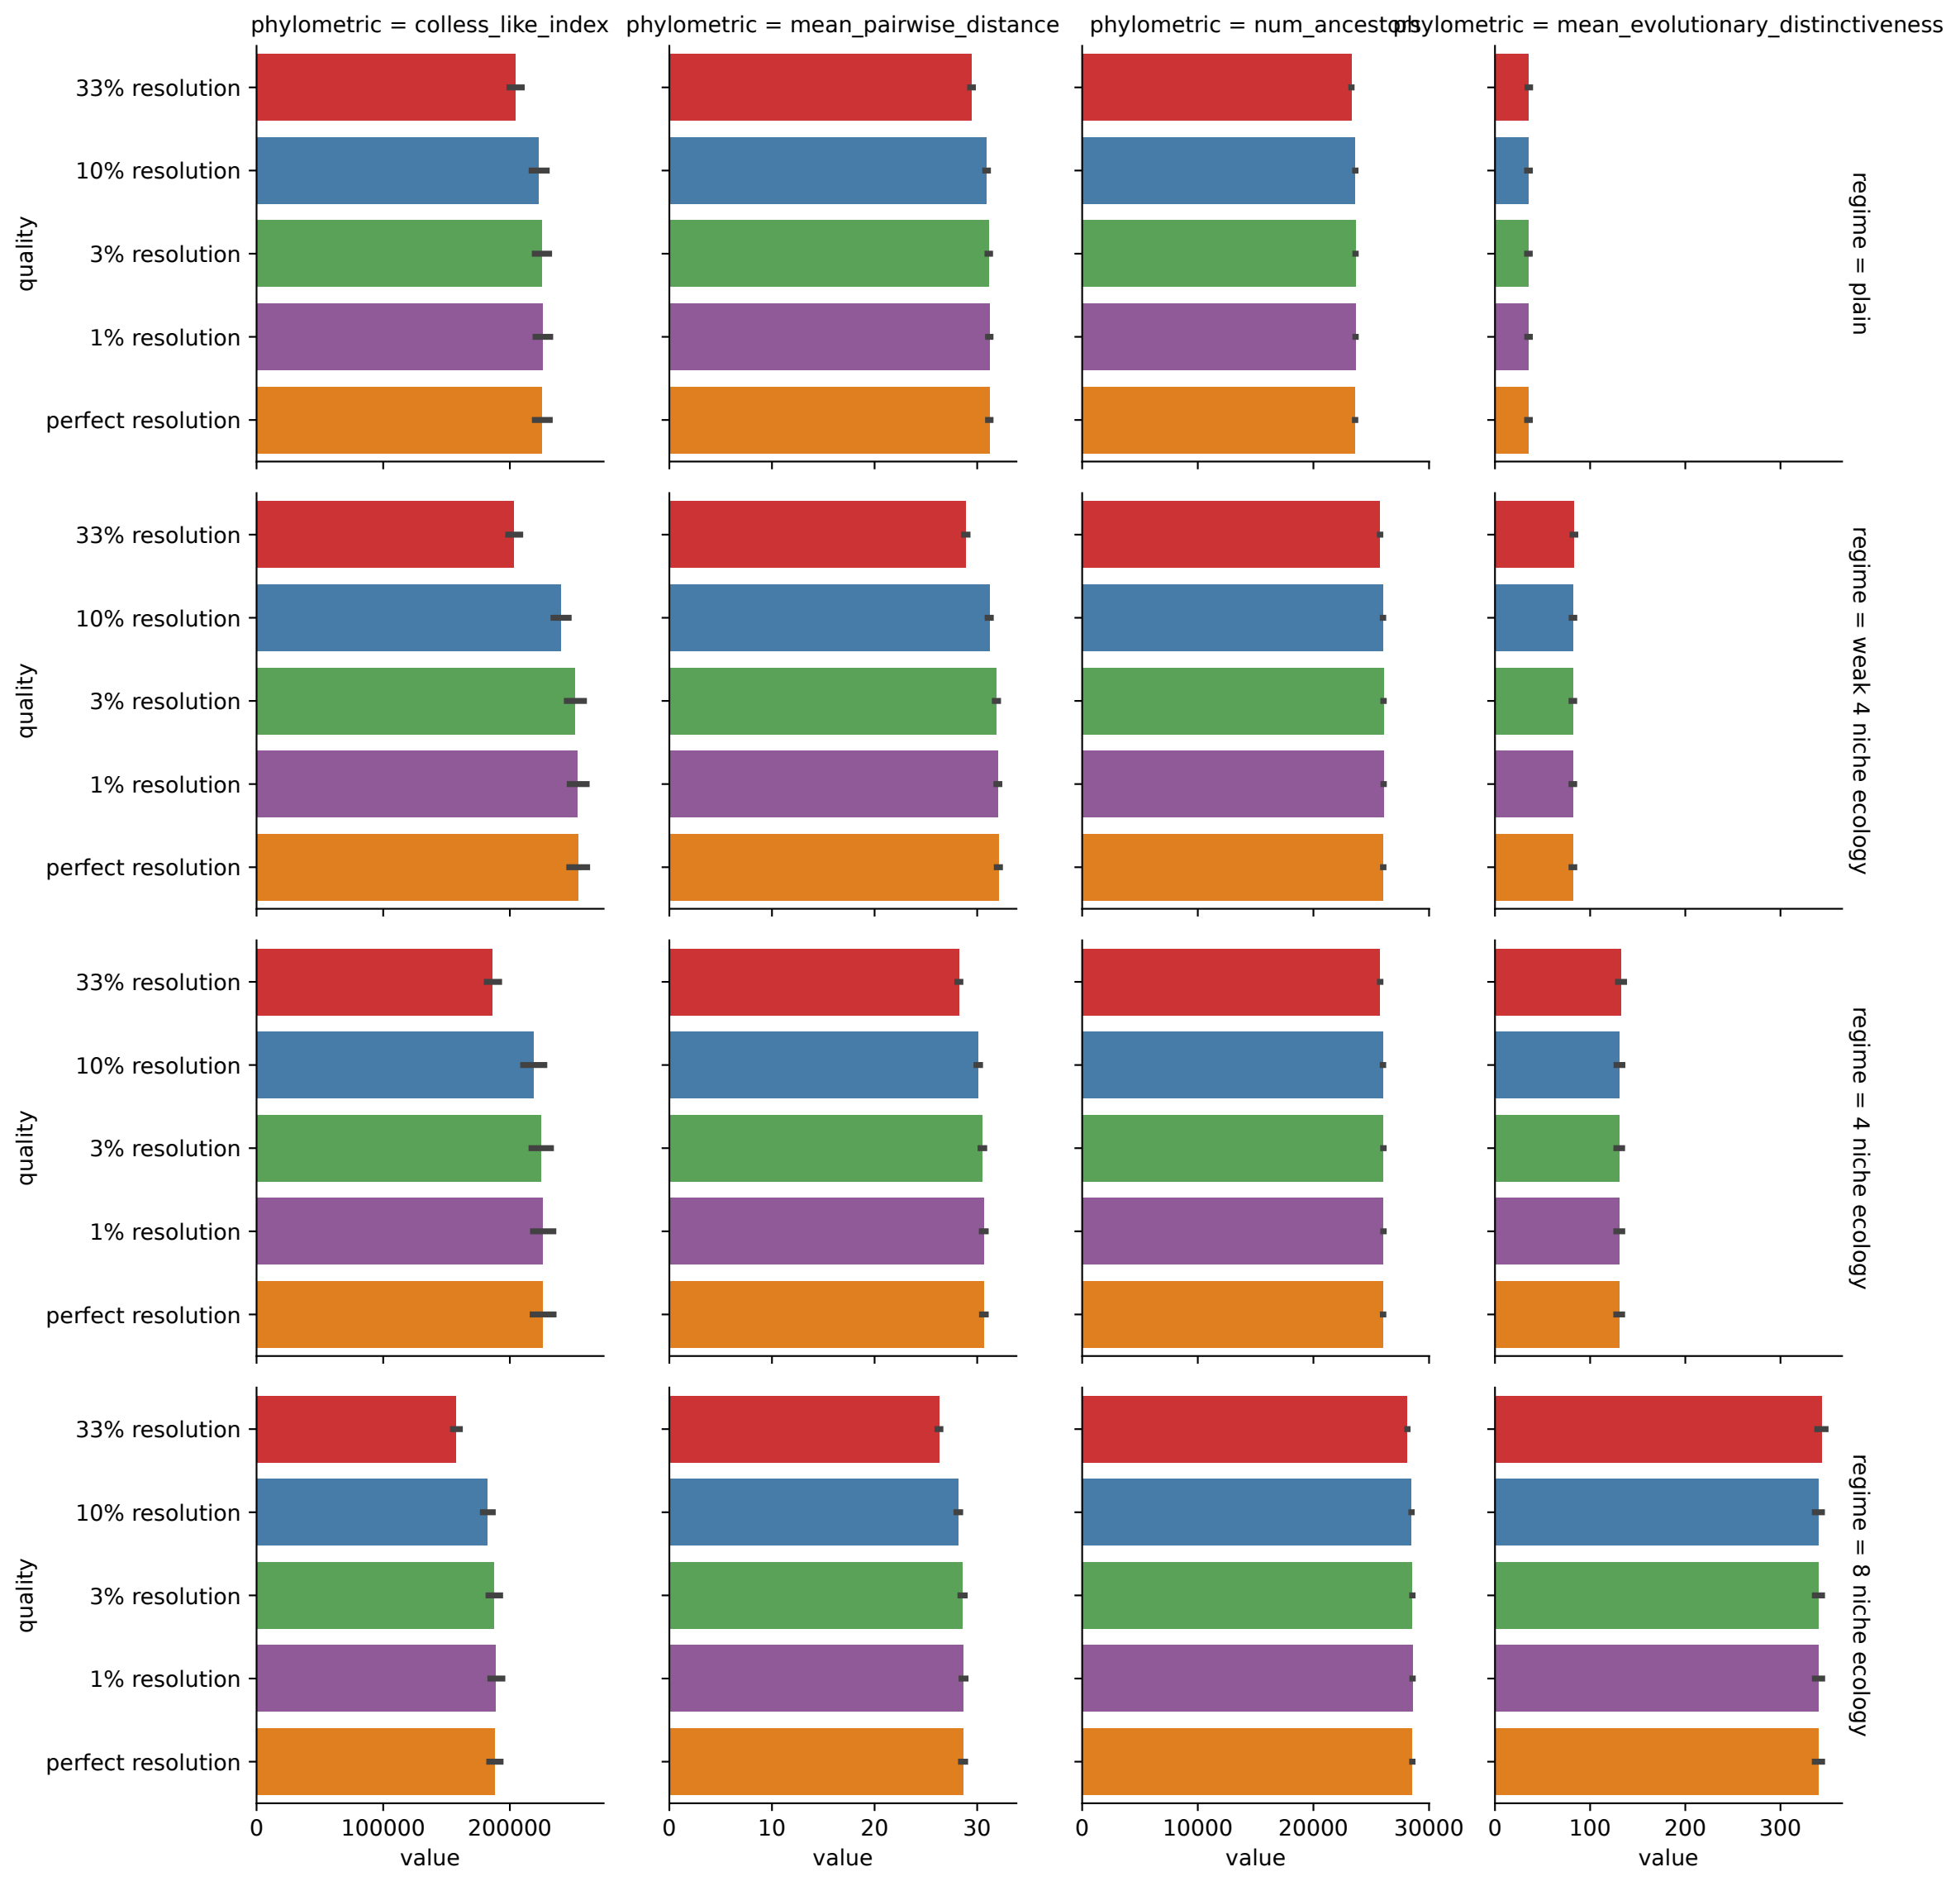 phylometric = colless_like_index
phylometric = mean_pairwise_distance
phylometric = num_ancestors
phylometric = mean_evolutionary_distinctiveness
quality
33% resolution
10% resolution
3% resolution
1% resolution
perfect resolution
regime = plain
quality
33% resolution
10% resolution
3% resolution
1% resolution
perfect resolution
regime = weak 4 niche ecology
quality
33% resolution
10% resolution
3% resolution
1% resolution
perfect resolution
regime = 4 niche ecology
quality
33% resolution
10% resolution
3% resolution
1% resolution
perfect resolution
regime = 8 niche ecology
0 100000 200000
0 10 20 30
0 10000 20000 30000
0 100 200 300
value
value
value
value